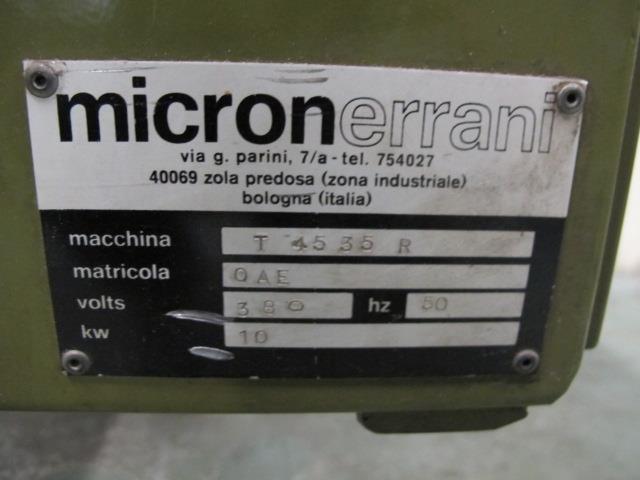 micronerrani
via g. parini, 7/a - tel. 754027
40069 zola predosa (zona industriale)
bologna (italia)
macchina T 4535 R
matricola 0AE
volts 380 hz 50
kw 10